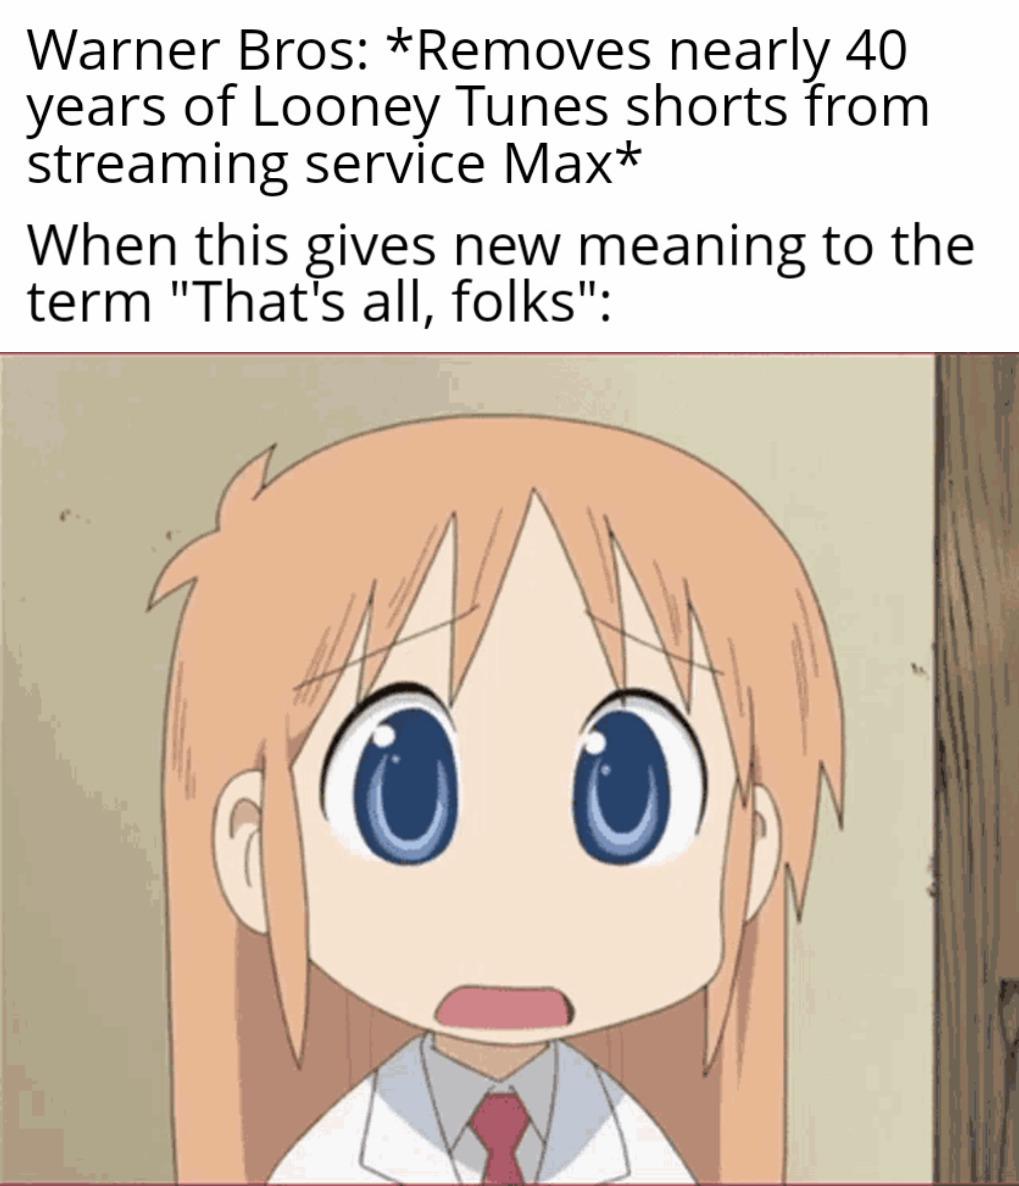 Warner Bros: *Removes nearly 40
years of Looney Tunes shorts from
streaming service Max*
When this gives new meaning to the
term "That's all, folks":